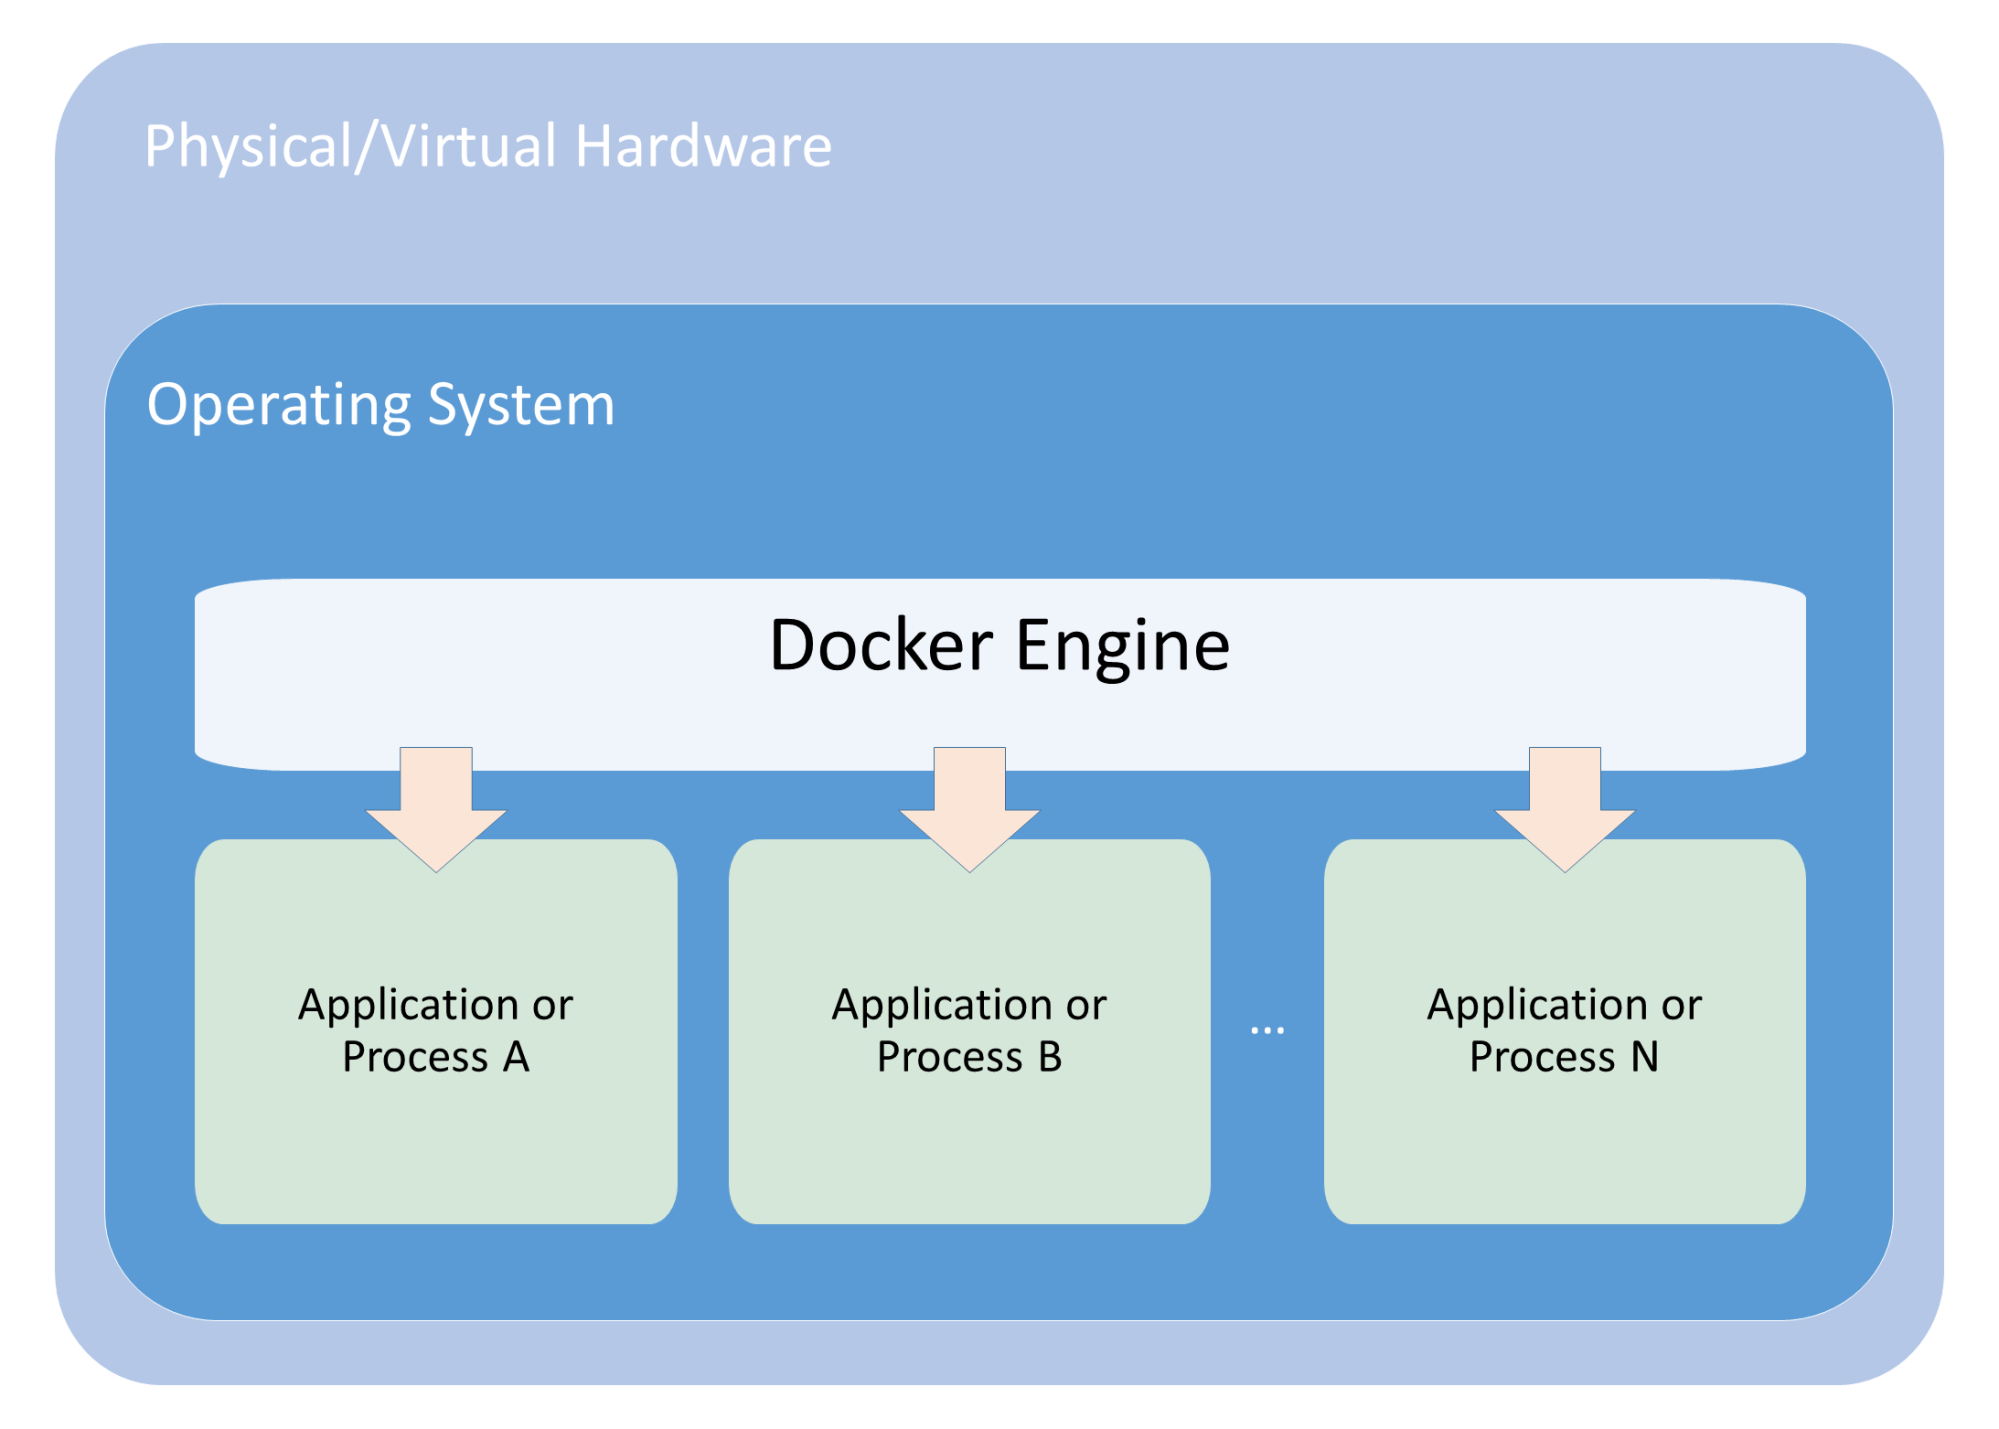 Physical/Virtual Hardware
Operating System
Docker Engine
Application or
Process A
Application or
Process B
...
Application or
Process N